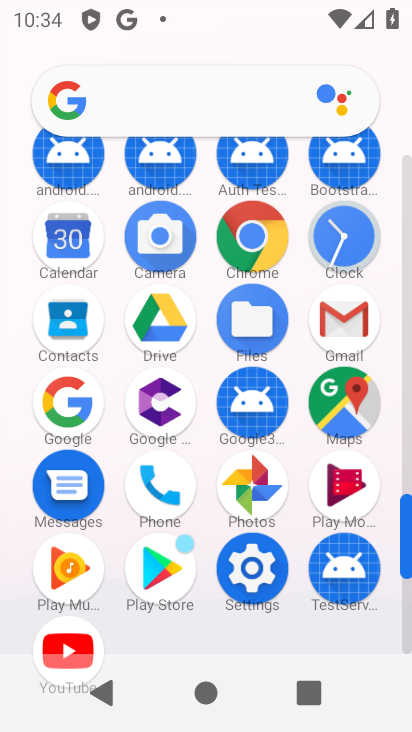 10:34
android.... android.... Auth Tes... Bootstra...
30
Calendar Camera Chrome Clock
Contacts Drive Files Gmail
Google Google ... Google3... Maps
Messages Phone Photos Play Mo...
Play Mu... Play Store Settings TestServ...
YouTube